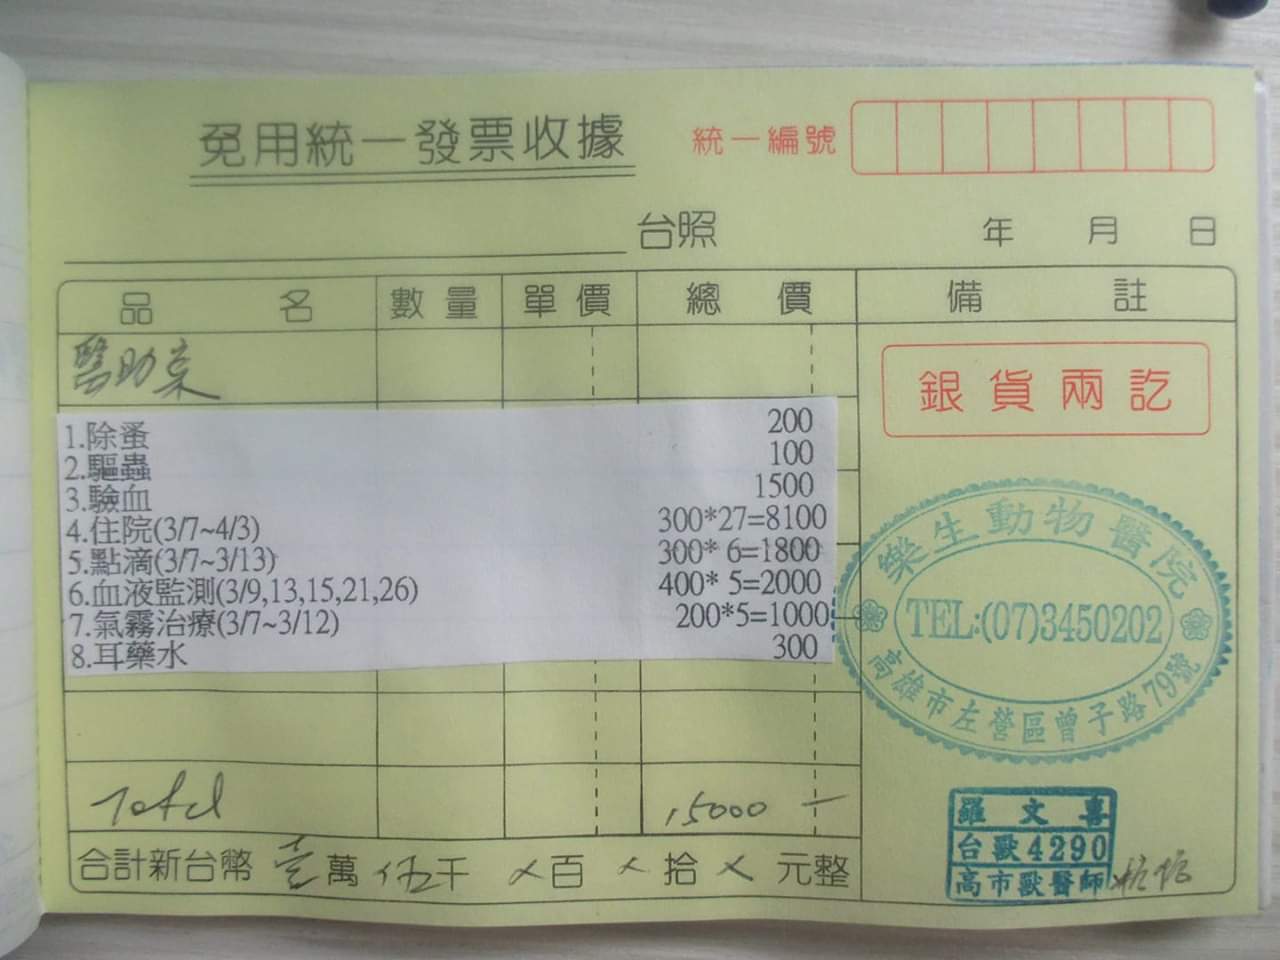 免用統一發票收據
統一編號
台照
年 月 日
品名 數量 單價 總價 備註
醫助案
銀貨兩訖
1.除蚤 200
2.驅蟲 100
3.驗血 1500
4.住院(3/7~4/3) 300*27=8100
5.點滴(3/7~3/13) 300* 6=1800
6.血液監測(3/9,13,15,21,26) 400* 5=2000
7.氣霧治療(3/7~3/12) 200*5=1000
8.耳藥水 300
樂生動物醫院
TEL:(07)3450202
高雄市左營區曾子路79號
Total 15000
合計新台幣壹萬伍千 百 拾 元整
羅文喜
台獸4290
高市獸醫師